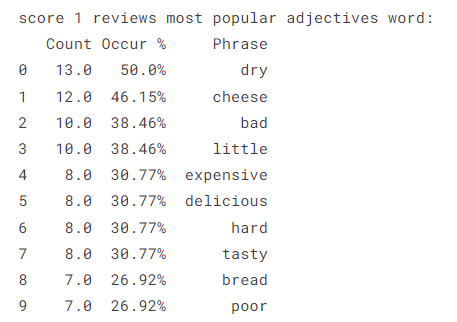 score 1 reviews most popular adjectives word:
Count Occur % Phrase
0 13.0 50.0% dry
1 12.0 46.15% cheese
2 10.0 38.46% bad
3 10.0 38.46% little
4 8.0 30.77% expensive
5 8.0 30.77% delicious
6 8.0 30.77% hard
7 8.0 30.77% tasty
8 7.0 26.92% bread
9 7.0 26.92% poor